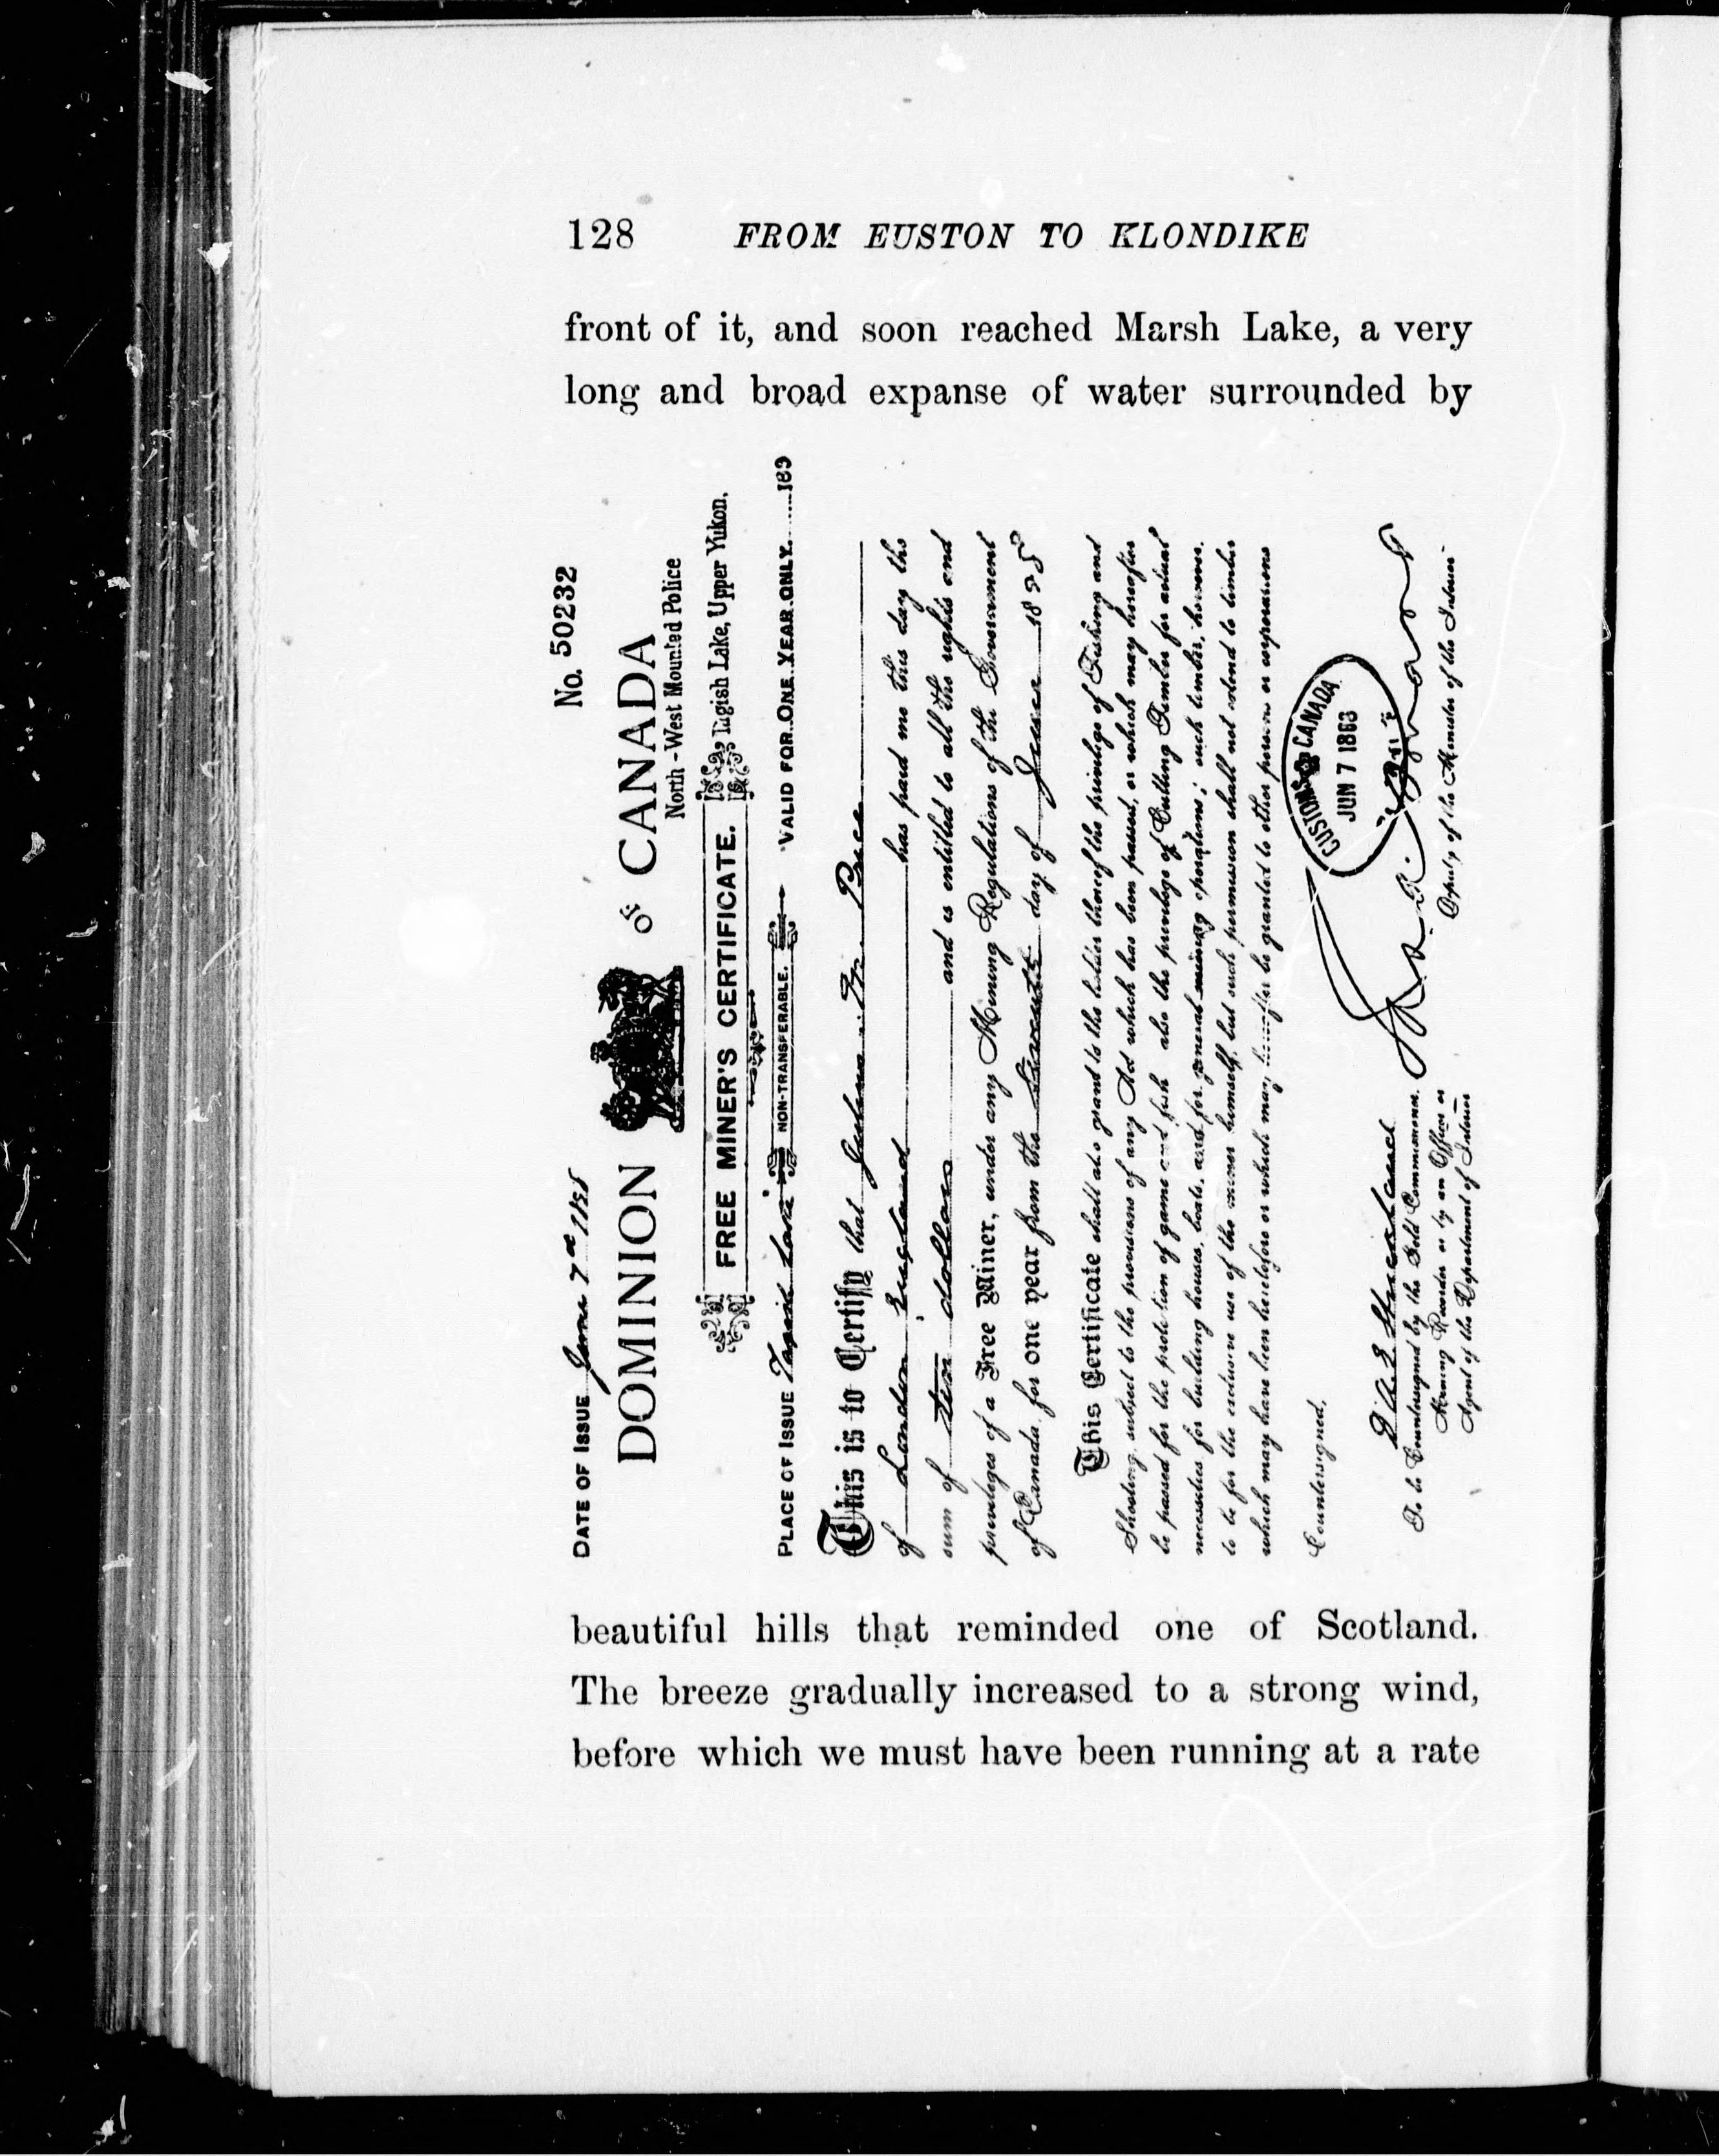 128 FROM EUSTON TO KLONDIKE
front of it, and soon reached Marsh Lake, a very
long and broad expanse of water surrounded by
DATE OF ISSUE June 7th 1898 No. 50232
DOMINION OF CANADA
North-West Mounted Police
FREE MINER'S CERTIFICATE. Tagish Lake, Upper Yukon.
PLACE OF ISSUE Tagish Lake NON-TRANSFERABLE. VALID FOR ONE YEAR ONLY. 189
This is to Certify that Julius M. Price
of London England has paid me this day the
sum of ten dollars and is entitled to all the rights and
privileges of a Free Miner, under any Mining Regulations of the Government
of Canada for one year from the Seventh day of June 1898
This Certificate shall also grant to the holder thereof the privilege of Fishing and
Shooting, subject to the provisions of any Act which has been passed, or which may hereafter
be passed for the protection of game and fish also the privilege of Cutting Timber for actual
necessities, for building houses, boats, and for general mining operations; such timber, however,
to be for the exclusive use of the miner himself, but such permission shall not extend to timber
which may have been heretofore or which may hereafter be granted to other persons or corporations
Countersigned,
CUSTOMS CANADA
JUN 7 1863
D'A E Strickland
To be Countersigned by the Gold Commissioner,
Mining Recorder or by an Officer or
Agent of the Department of Interior
Deputy of the Minister of the Interior
beautiful hills that reminded one of Scotland.
The breeze gradually increased to a strong wind,
before which we must have been running at a rate